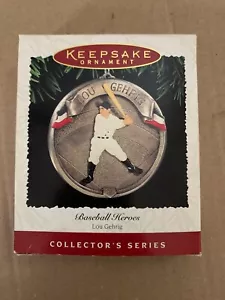 KEEPSAKE
ORNAMENT
LOU GEHRIG
Baseball Heroes
Lou Gehrig
COLLECTOR'S SERIES